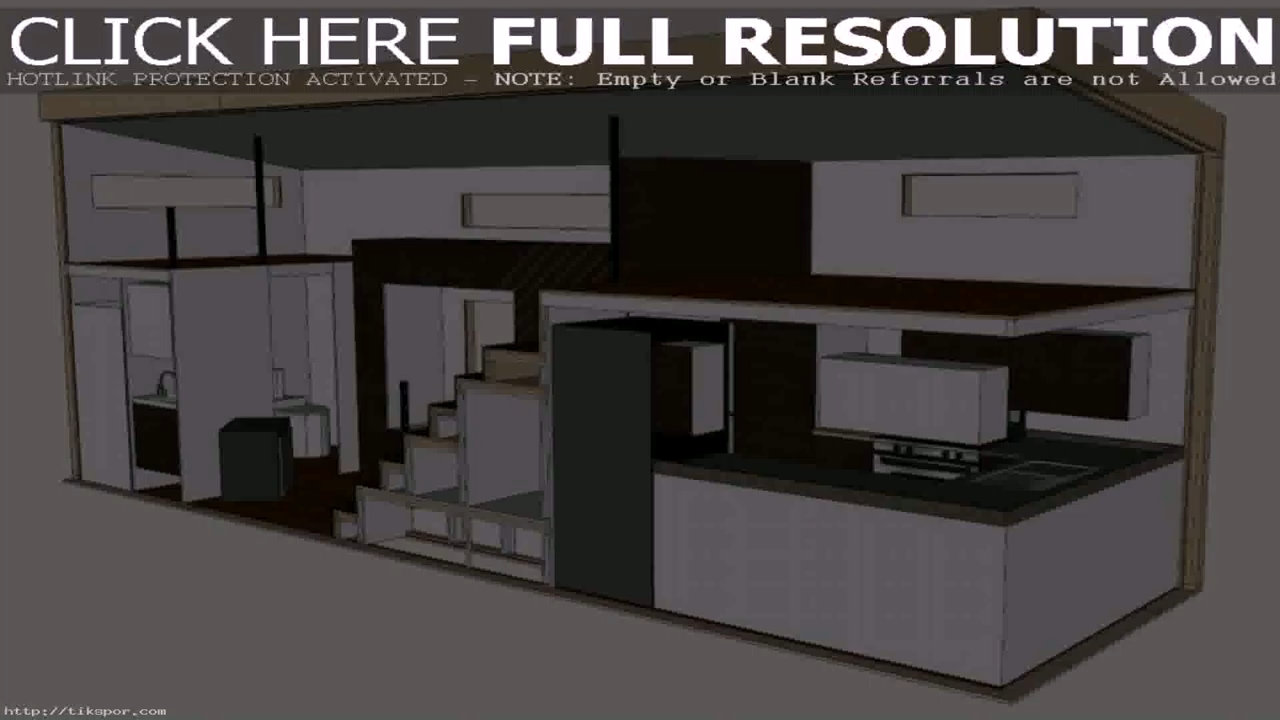 CLICK HERE FULL RESOLUTION
HOTLINK PROTECTION ACTIVATED – NOTE: Empty or Blank Referrals are not Allowed
http://tikspor.com